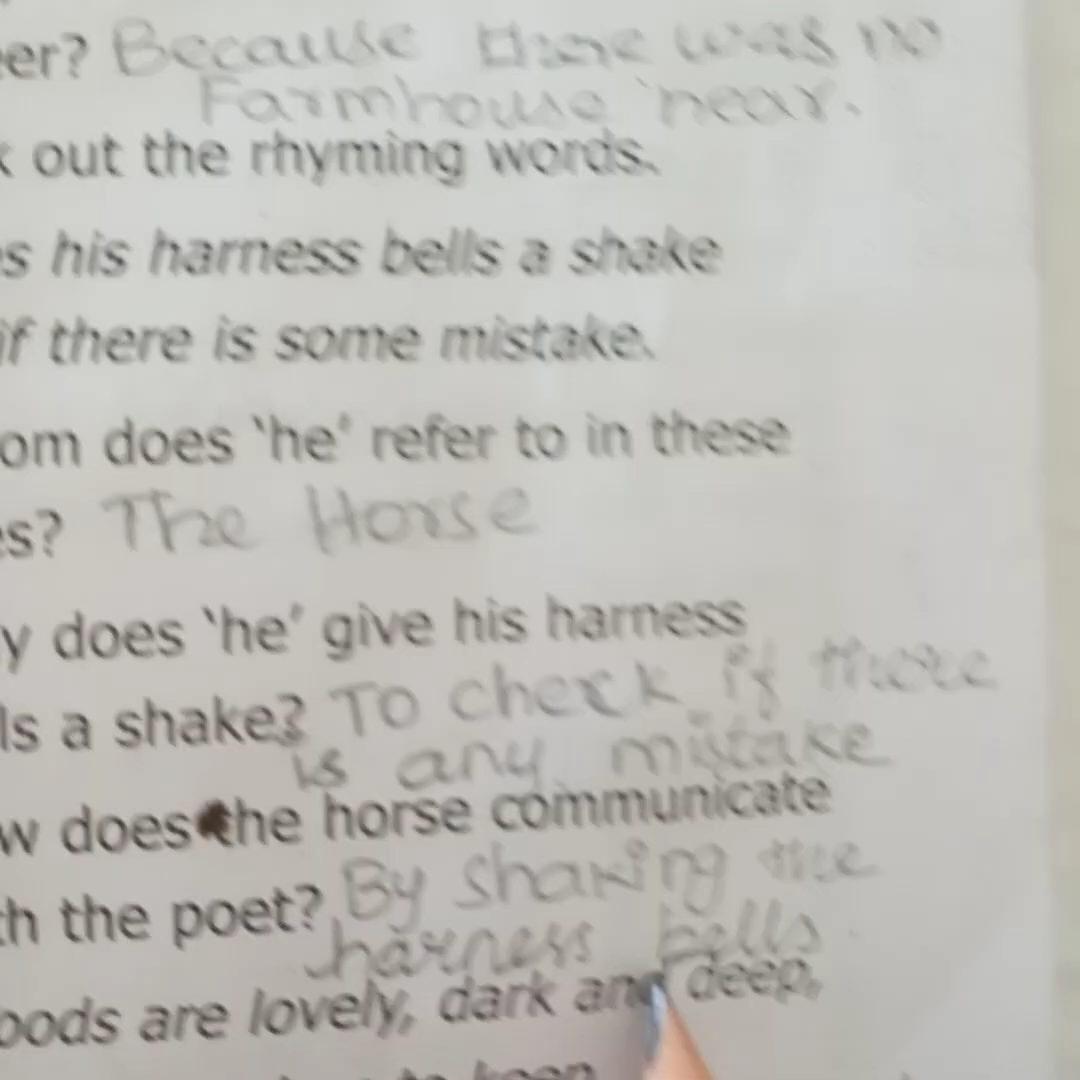 er? Because there was no
Farmhouse near.
k out the rhyming words.
s his harness bells a shake
if there is some mistake.
om does ‘he’ refer to in these
es? The Horse
y does ‘he’ give his harness
ls a shake? To check if there
is any mistake
w does the horse communicate
th the poet? By shaking the
harness bells
oods are lovely, dark and deep,
to keep